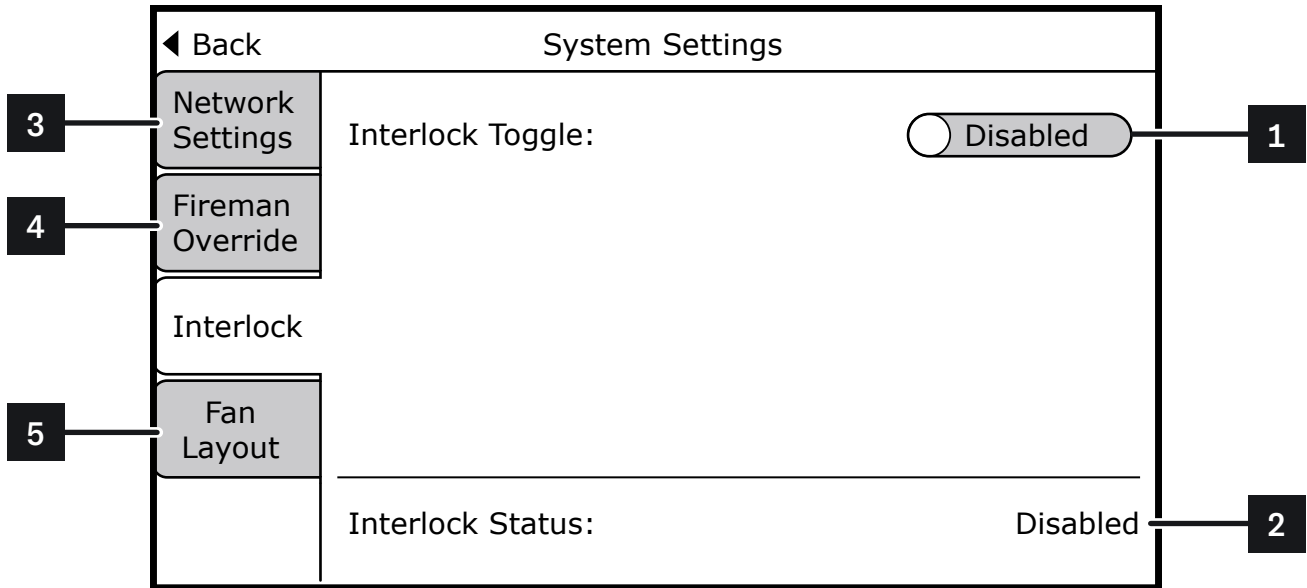 Back
System Settings
3
Network
Settings
Interlock Toggle:
Disabled
1
4
Fireman
Override
Interlock
5
Fan
Layout
Interlock Status:
Disabled
2